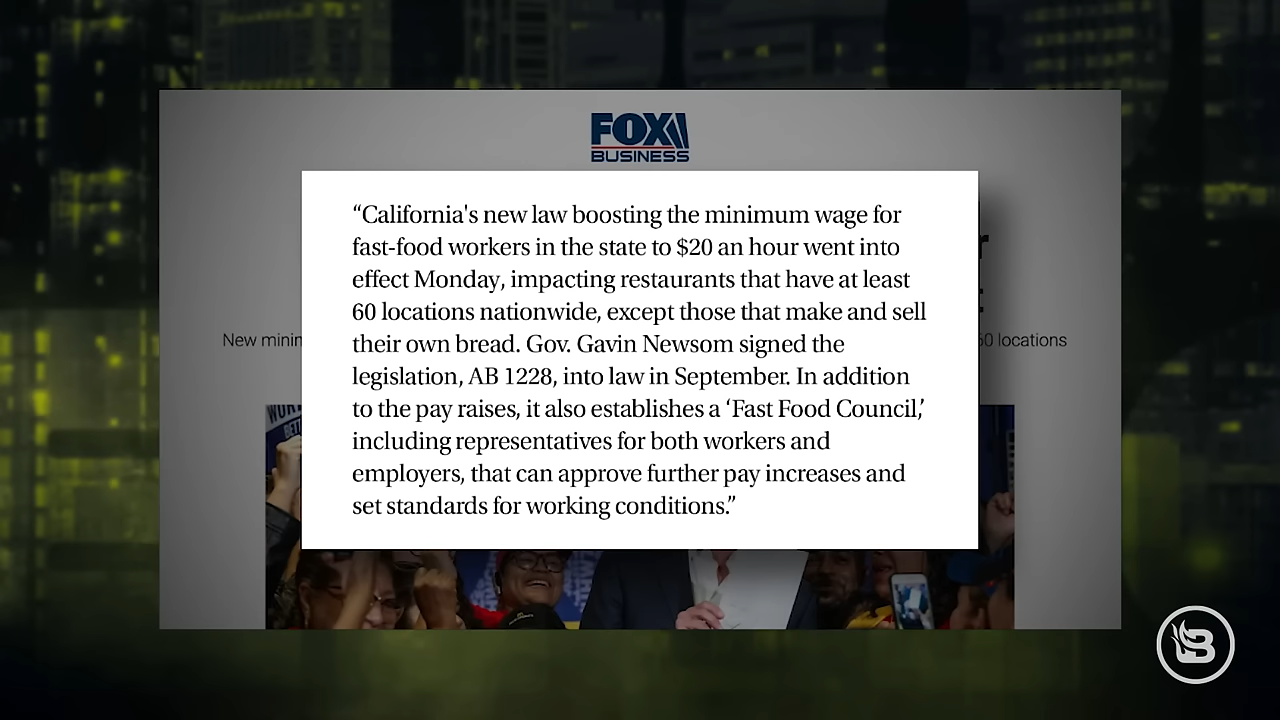 FOX
BUSINESS
“California's new law boosting the minimum wage for
fast-food workers in the state to $20 an hour went into
effect Monday, impacting restaurants that have at least
60 locations nationwide, except those that make and sell
their own bread. Gov. Gavin Newsom signed the
legislation, AB 1228, into law in September. In addition
to the pay raises, it also establishes a ‘Fast Food Council,’
including representatives for both workers and
employers, that can approve further pay increases and
set standards for working conditions.”
New
locations